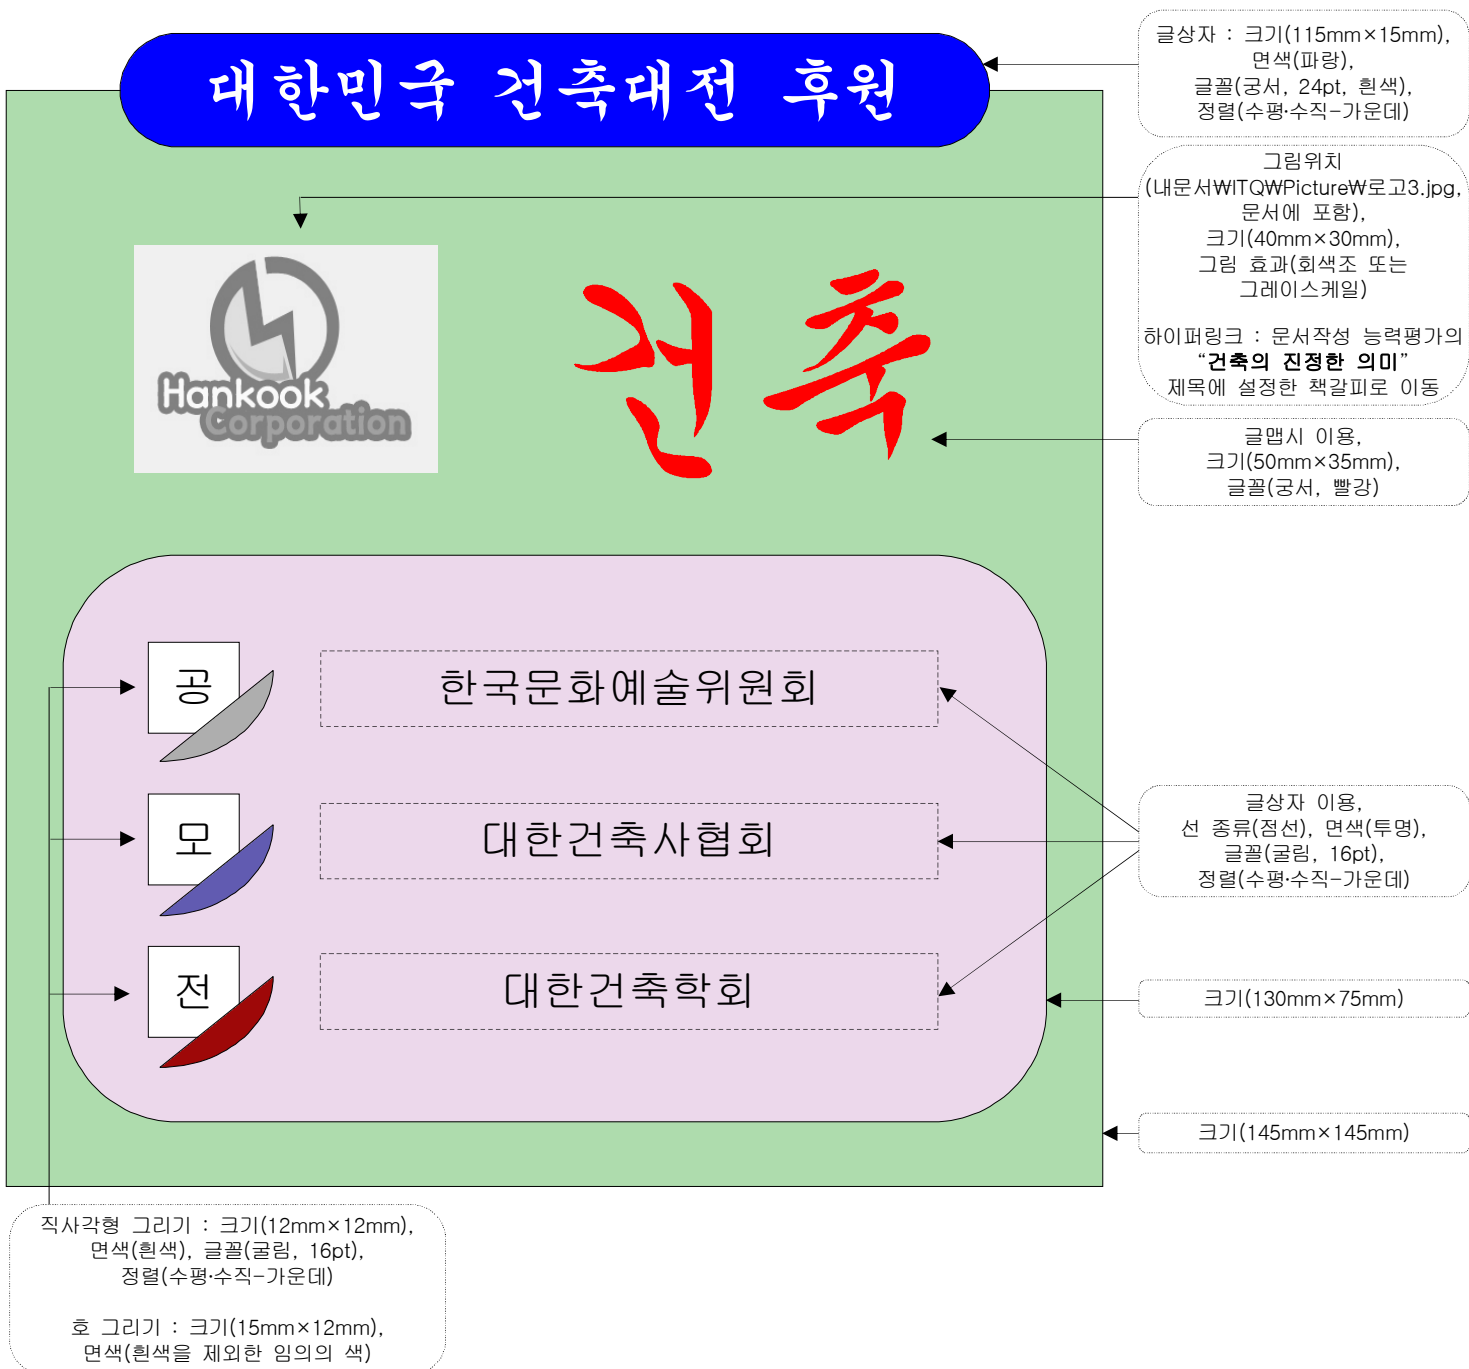 대한민국 건축대전 후원
글상자 : 크기(115mm×15mm),
면색(파랑),
글꼴(궁서, 24pt, 흰색),
정렬(수평·수직-가운데)
그림위치
(내문서₩ITQ₩Picture₩로고3.jpg,
문서에 포함),
크기(40mm×30mm),
그림 효과(회색조 또는
그레이스케일)
하이퍼링크 : 문서작성 능력평가의
“건축의 진정한 의미”
제목에 설정한 책갈피로 이동
Hankook
Corporation
건축
글맵시 이용,
크기(50mm×35mm),
글꼴(궁서, 빨강)
공
한국문화예술위원회
모
대한건축사협회
전
대한건축학회
글상자 이용,
선 종류(점선), 면색(투명),
글꼴(굴림, 16pt),
정렬(수평·수직-가운데)
크기(130mm×75mm)
크기(145mm×145mm)
직사각형 그리기 : 크기(12mm×12mm),
면색(흰색), 글꼴(굴림, 16pt),
정렬(수평·수직-가운데)
호 그리기 : 크기(15mm×12mm),
면색(흰색을 제외한 임의의 색)